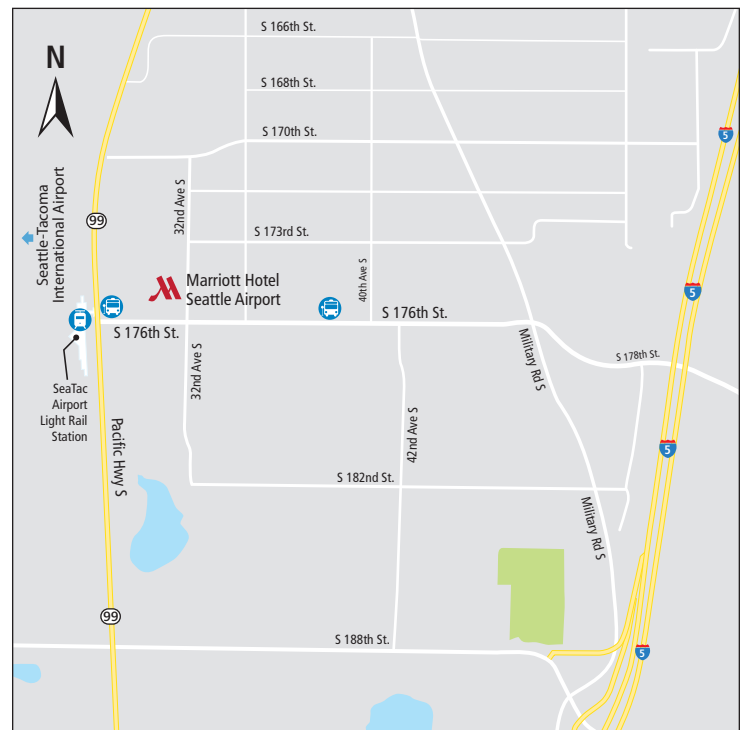 S 166th St.
N
S 168th St.
5
S 170th St.
99
Seattle-Tacoma
International Airport
32nd Ave S
S 173rd St.
40th Ave S
Marriott Hotel
Seattle Airport
5
S 176th St.
S 176th St.
Military Rd S
S 178th St.
32nd Ave S
SeaTac
Airport
Light Rail
Station
Pacific Hwy S
42nd Ave S
5
S 182nd St.
Military Rd S
99
S 188th St.
5